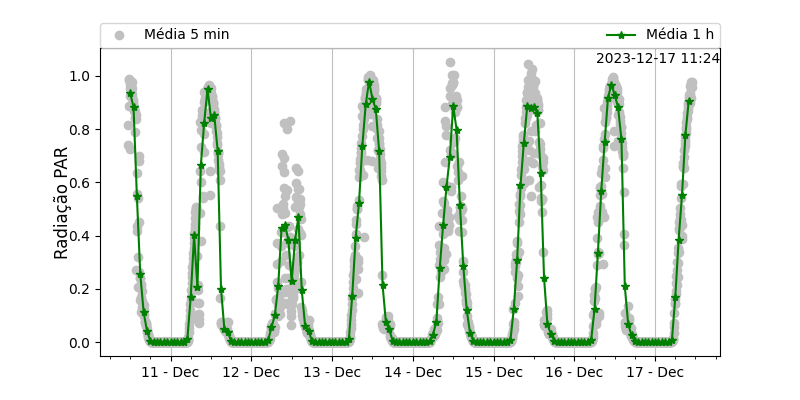 Média 5 min
Média 1 h
2023-12-17 11:24
Radiação PAR
1.0
0.8
0.6
0.4
0.2
0.0
11 - Dec
12 - Dec
13 - Dec
14 - Dec
15 - Dec
16 - Dec
17 - Dec